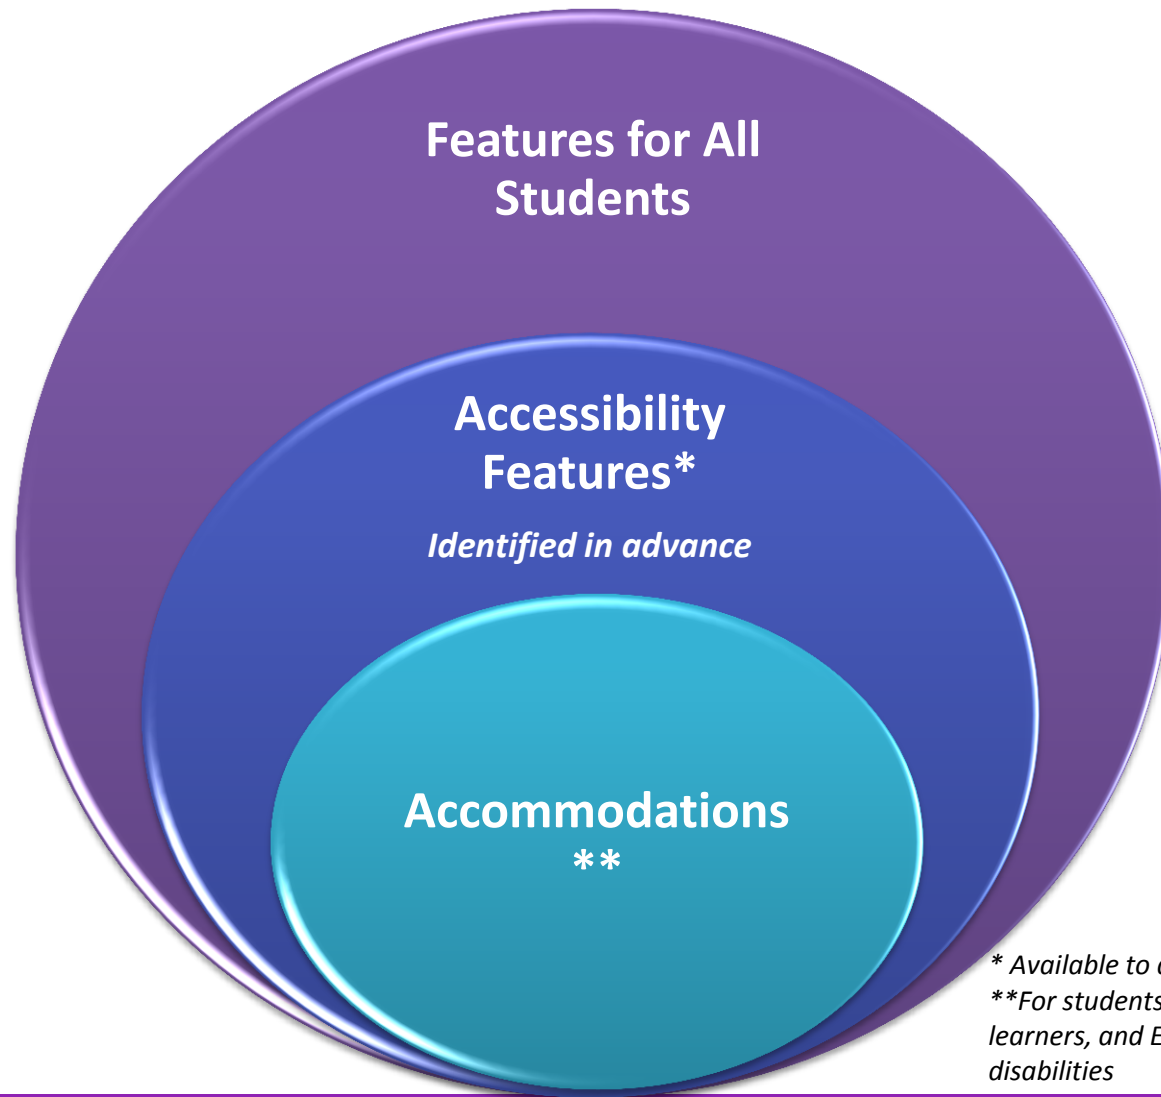 Features for All
Students
Accessibility
Features*
Identified in advance
Accommodations
**
* Available to
**For students
learners, and
disabilities